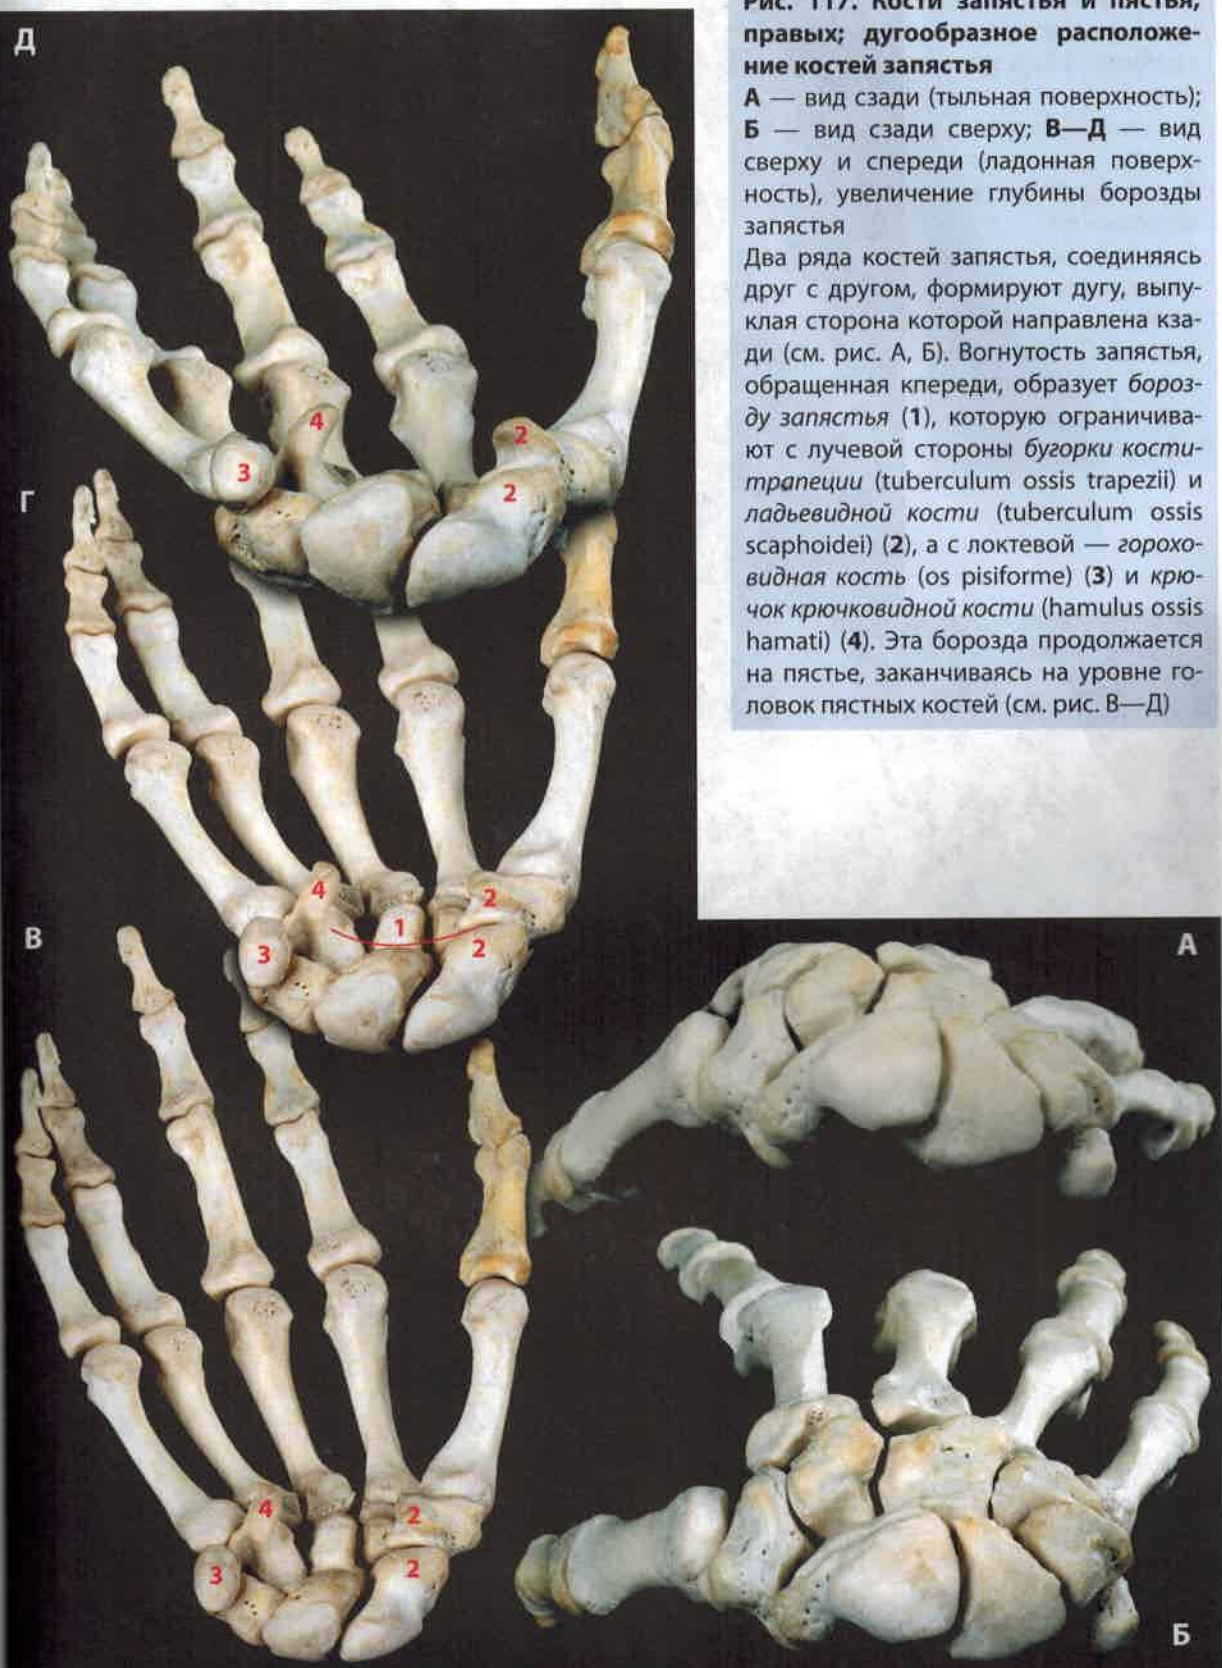 Рис. 117. Кости запястья и пястья,
правых; дугообразное расположе-
ние костей запястья
А — вид сзади (тыльная поверхность);
Б — вид сзади сверху; В—Д — вид
сверху и спереди (ладонная поверх-
ность), увеличение глубины борозды
запястья
Два ряда костей запястья, соединяясь
друг с другом, формируют дугу, выпу-
клая сторона которой направлена кза-
ди (см. рис. А, Б). Вогнутость запястья,
обращенная кпереди, образует бороз-
ду запястья (1), которую ограничива-
ют с лучевой стороны бугорки кости-
трапеции (tuberculum ossis trapezii) и
ладьевидной кости (tuberculum ossis
scaphoidei) (2), а с локтевой — горохо-
видная кость (os pisiforme) (3) и крю-
чок крючковидной кости (hamulus ossis
hamati) (4). Эта борозда продолжается
на пястье, заканчиваясь на уровне го-
ловок пястных костей (см. рис. В—Д)
Д
4
2
3
2
Г
4
2
1
3
2
В
4
2
3
2
А
Б